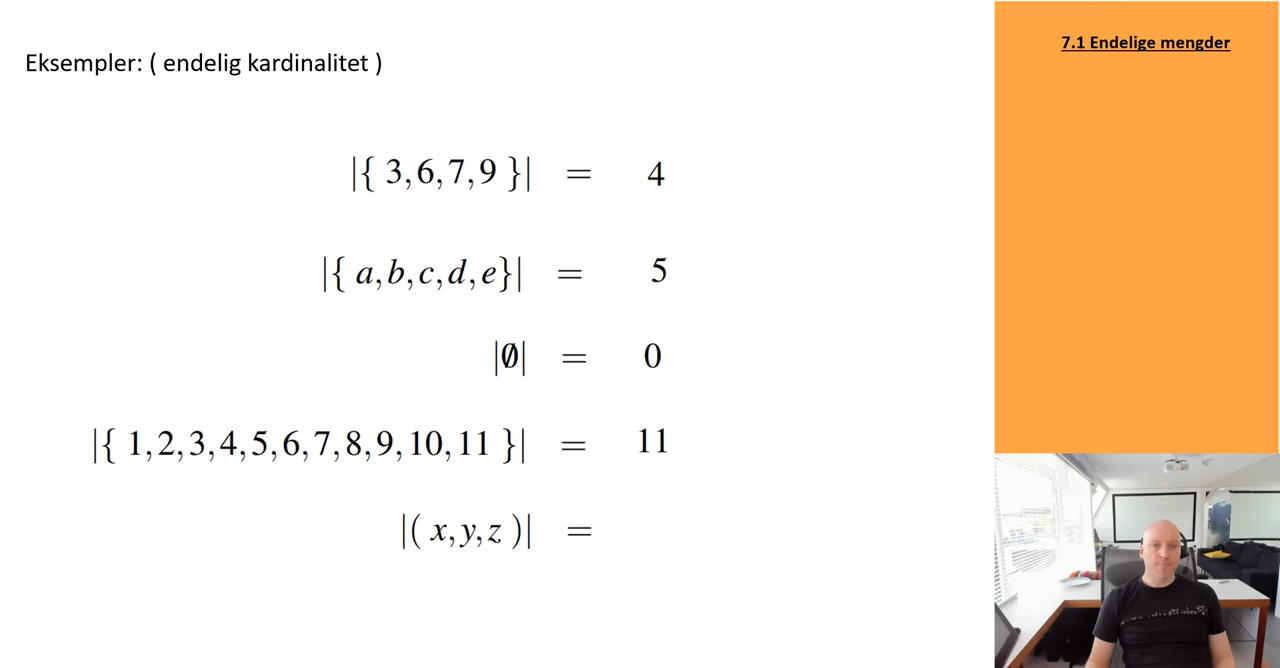 Eksempler: ( endelig kardinalitet )
7.1 Endelige mengder
|{ 3,6,7,9 }| = 4
|{ a,b,c,d,e}| = 5
|∅| = 0
|{ 1,2,3,4,5,6,7,8,9,10,11 }| = 11
|( x,y,z )| =